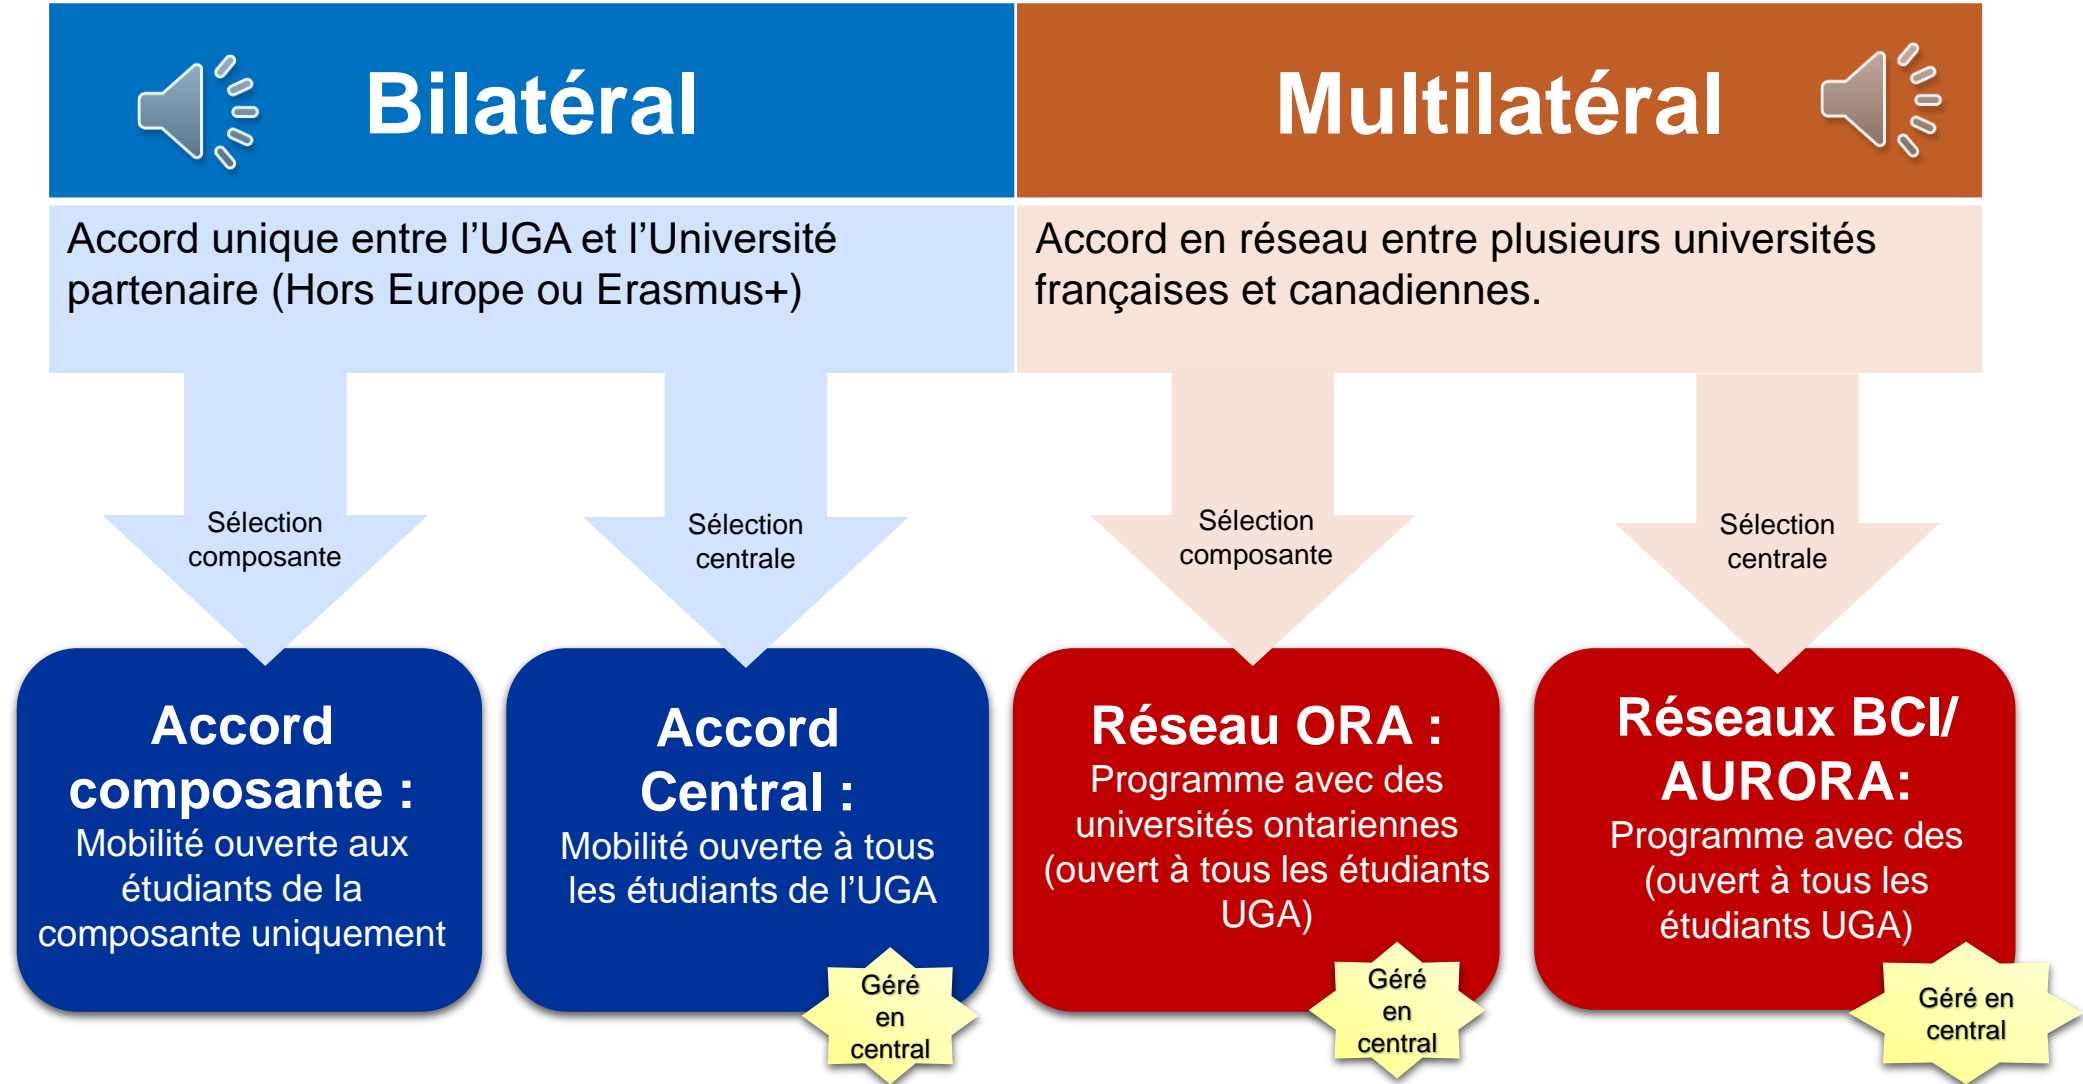 Bilatéral
Multilatéral
Accord unique entre l’UGA et l’Université
partenaire (Hors Europe ou Erasmus+)
Accord en réseau entre plusieurs universités
françaises et canadiennes.
Sélection
composante
Sélection
centrale
Sélection
composante
Sélection
centrale
Accord
composante :
Mobilité ouverte aux
étudiants de la
composante uniquement
Accord
Central :
Mobilité ouverte à tous
les étudiants de l’UGA
Géré
en
central
Réseau ORA :
Programme avec des
universités ontariennes
(ouvert à tous les étudiants
UGA)
Géré
en
central
Réseaux BCI/
AURORA:
Programme avec des
(ouvert à tous les
étudiants UGA)
Géré en
central